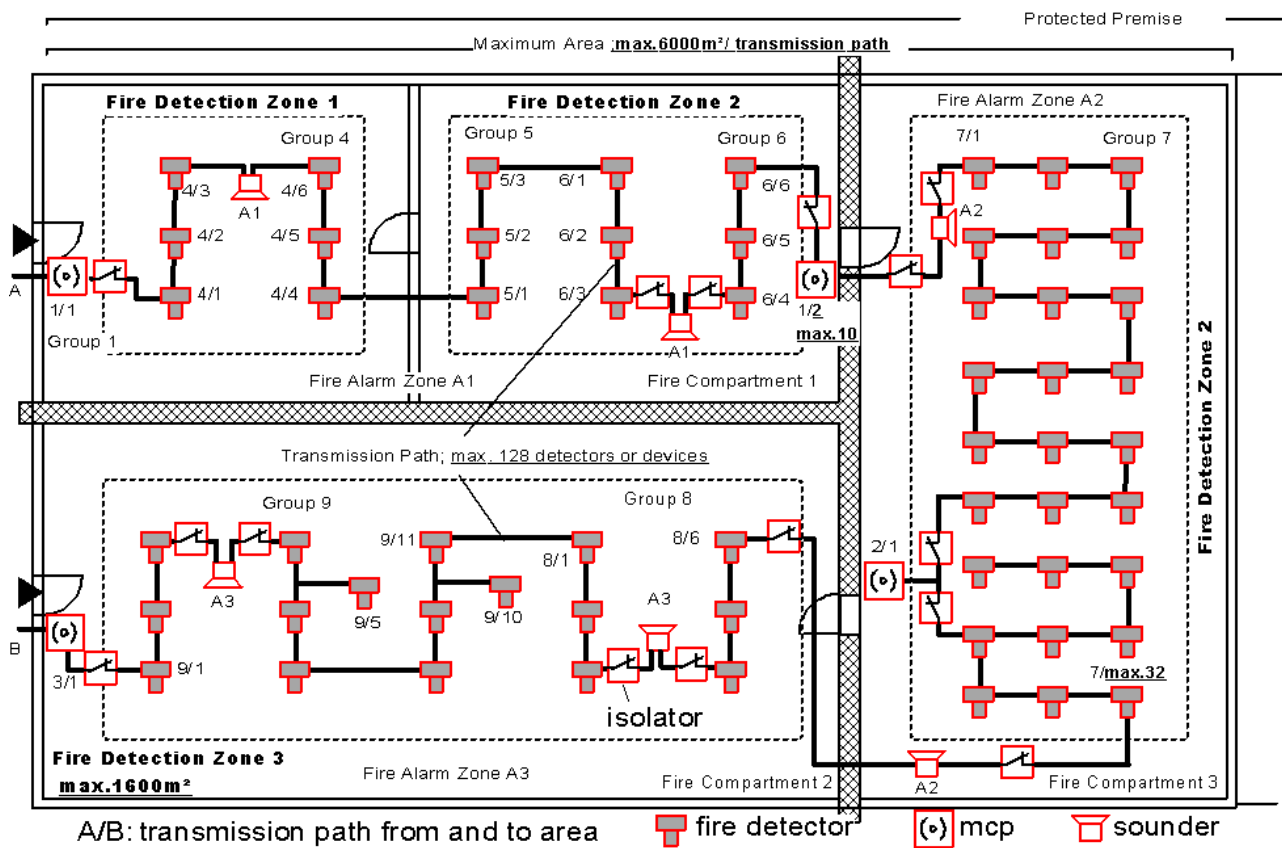 Protected Premise
Maximum Area ;max.6000m²/ transmission path
Fire Detection Zone 1
Fire Detection Zone 2
Fire Alarm Zone A2
Group 4
Group 5
Group 6
7/1
Group 7
4/3
A1
4/6
5/3
6/1
6/6
A2
4/2
4/5
5/2
6/2
6/5
A
1/1
4/1
4/4
5/1
6/3
6/4
1/2
Group 1
A1
max.10
Fire Alarm Zone A1
Fire Compartment 1
Fire Detection Zone 2
Transmission Path; max. 128 detectors or devices
Group 9
Group 8
9/11
8/1
8/6
2/1
A3
9/5
9/10
A3
B
3/1
9/1
7/max.32
isolator
Fire Detection Zone 3
max.1600m²
Fire Alarm Zone A3
Fire Compartment 2
A2
Fire Compartment 3
A/B: transmission path from and to area
fire detector
mcp
sounder